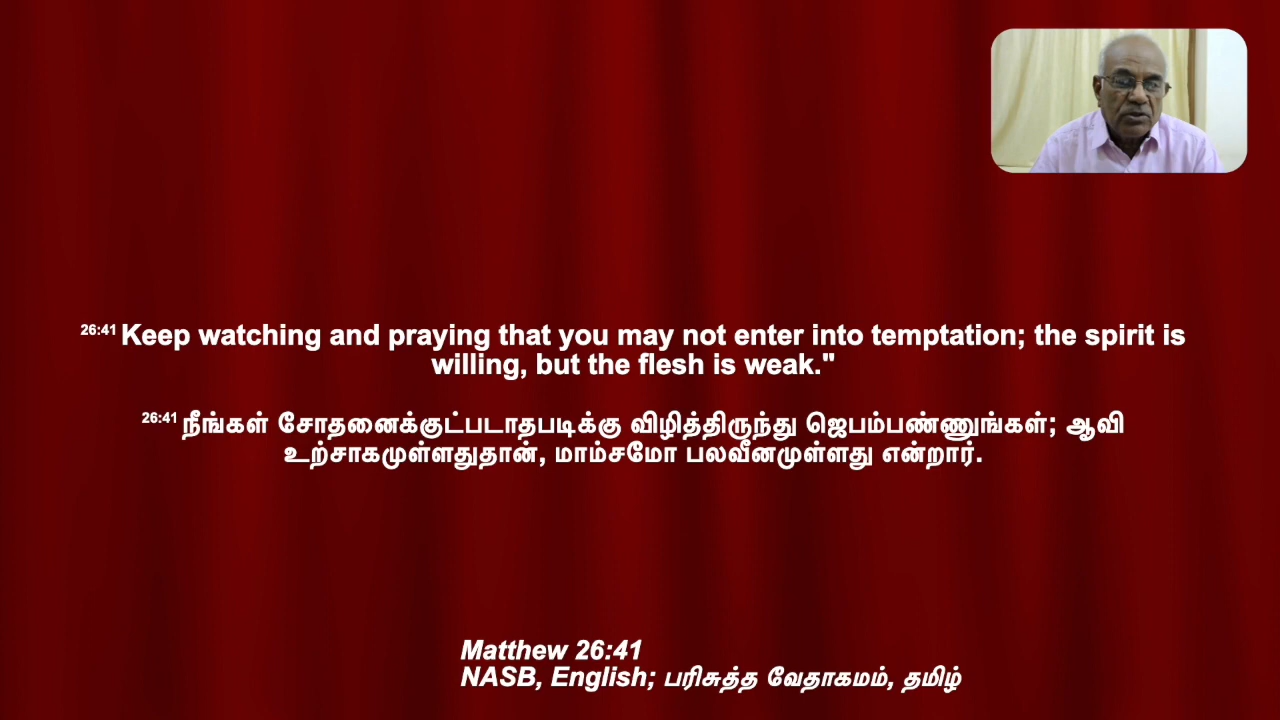 26:41 Keep watching and praying that you may not enter into temptation; the spirit is
willing, but the flesh is weak."
26:41 நீங்கள் சோதனைக்குட்படாதபடிக்கு விழித்திருந்து ஜெபம்பண்ணுங்கள்; ஆவி
உற்சாகமுள்ளதுதான், மாம்சமோ பலவீனமுள்ளது என்றார்.
Matthew 26:41
NASB, English; பரிசுத்த வேதாகமம், தமிழ்